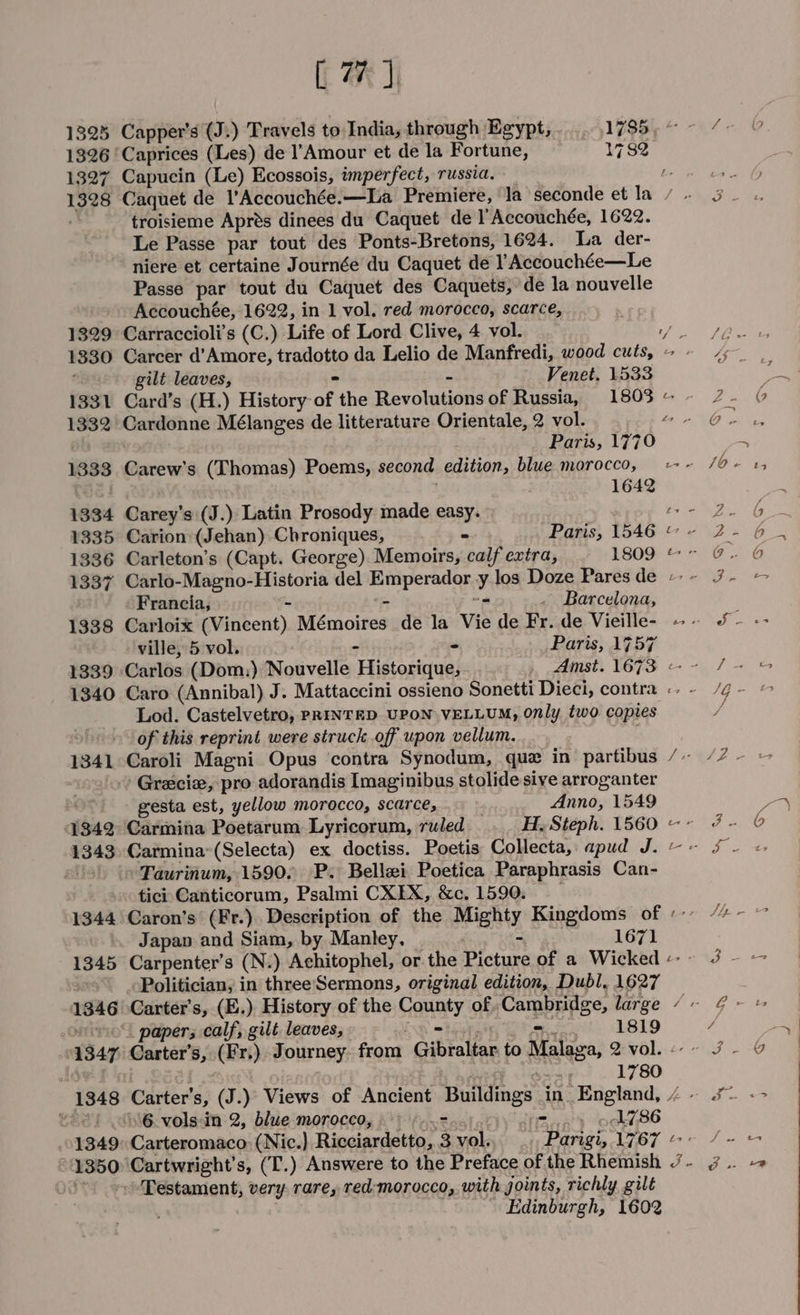 [ 77 ]
1325 Capper's (J.) Travels to India, through Egypt, 1785,
1326 Caprices (Les) de l'Amour et de la Fortune, 1782
1327 Capucin (Le) Ecossois, imperfect, russia.
1328 Caquet de l'Accouchée.—La Premiere, la seconde et la
troisieme Après dinees du Caquet de l'Accouchée, 1622.
Le Passe par tout des Ponts-Bretons, 1624. La der-
niere et certaine Journée du Caquet de l'Accouchée—Le
Passe par tout du Caquet des Caquets, de la nouvelle
Accouchée, 1622, in 1 vol. red morocco, scarce,
1329 Carraccioli's (C.) Life of Lord Clive, 4 vol.
1330 Carcer d'Amore, tradotto da Lelio de Manfredi, wood cuts,
gilt leaves, - - Venet. 1533
1331 Card's (H.) History of the Revolutions of Russia, 1803
1332 Cardonne Mélanges de litterature Orientale, 2 vol.
Paris, 1770
1333 Carew's (Thomas) Poems, second edition, blue morocco,
1642
1334 Carey's (J.) Latin Prosody made easy.
1335 Carion (Jehan) Chroniques, - Paris, 1546
1336 Carleton's (Capt. George) Memoirs, calf extra, 1809
1337 Carlo-Magno-Historia del Emperador y los Doze Pares de
Francia, - - - Barcelona,
1338 Carloix (Vincent) Mémoires de la Vie de Fr. de Vieille-
ville, 5 vol. - - Paris, 1757
1339 Carlos (Dom.) Nouvelle Historique, Amst. 1673
1340 Caro (Annibal) J. Mattaccini ossieno Sonetti Dieci, contra
Lod. Castelvetro, PRINTED UPON VELLUM, only two copies
of this reprint were struck off upon vellum.
1341 Caroli Magni Opus contra Synodum, quæ in partibus
Græciæ, pro adorandis Imaginibus stolide sive arroganter
gesta est, yellow morocco, scarce, Anno, 1549
1342 Carmina Poetarum Lyricorum, ruled H. Steph. 1560
1343 Carmina (Selecta) ex doctiss. Poetis Collecta, apud J.
Taurinum, 1590. P. Bellæi Poetica Paraphrasis Can-
tici Canticorum, Psalmi CXIX, &c. 1590.
1344 Caron's (Fr.) Description of the Mighty Kingdoms of
Japan and Siam, by Manley, - 1671
1345 Carpenter's (N.) Achitophel, or the Picture of a Wicked
Politician, in three Sermons, original edition, Dubl. 1627
1346 Carter's, (E.) History of the County of Cambridge, large
paper, calf, gilt leaves, - - 1819
1347 Carter's, (Fr.) Journey from Gibraltar to Malaga, 2 vol.
1780
1348 Carter's, (J.) Views of Ancient Buildings in England,
6 vols in 2, blue morocco, - - 1786
1349 Carteromaco (Nic.) Ricciardetto, 3 vol. Parigi, 1767
1350 Cartwright's, (T.) Answere to the Preface of the Rhemish
Testament, very rare, red morocco, with joints, richly gilt
Edinburgh, 1602